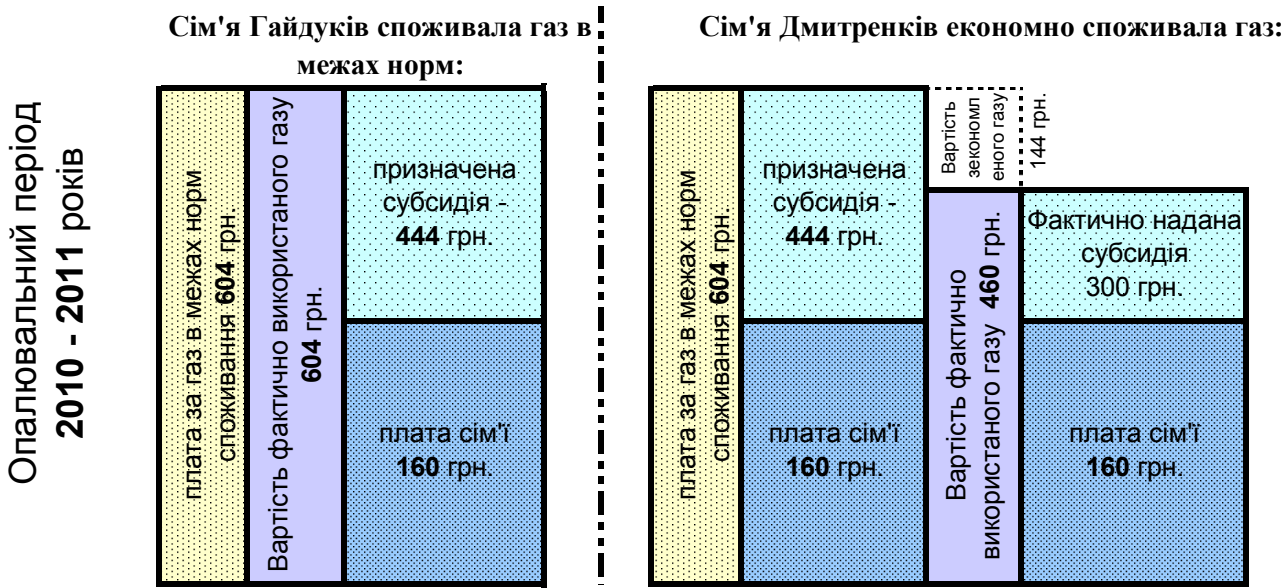 Опалювальний період
2010 - 2011 років
Сім'я Гайдуків споживала газ в
межах норм:
плата за газ в межах норм
споживання 604 грн.
Вартість фактично використаного газу
604 грн.
призначена
субсидія -
444 грн.
плата сім'ї
160 грн.
Сім'я Дмитренків економно споживала газ:
плата за газ в межах норм
споживання 604 грн.
призначена
субсидія -
444 грн.
плата сім'ї
160 грн.
Вартість
зекономл
еного газу
144 грн.
Вартість фактично
використаного газу 460 грн.
Фактично надана
субсидія
300 грн.
плата сім'ї
160 грн.